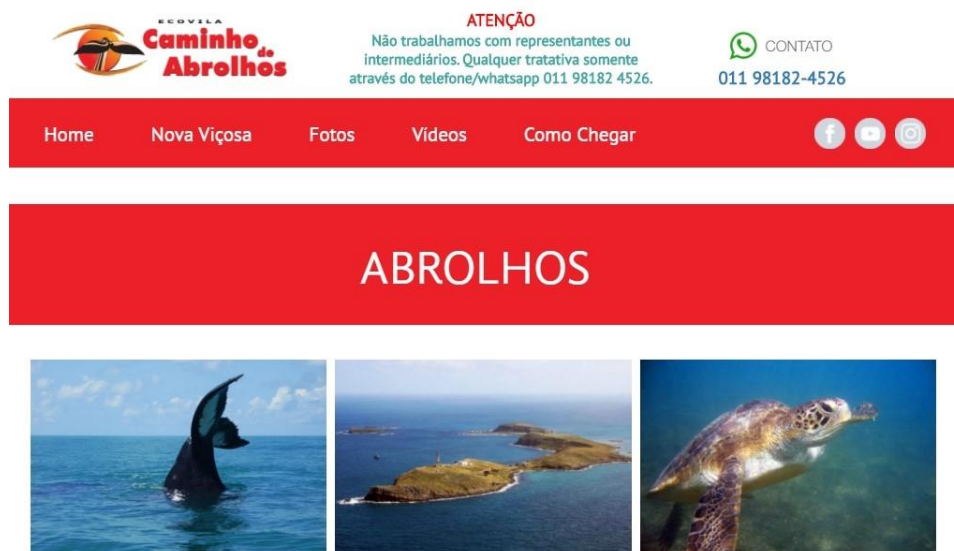 ECOVILA
Caminho de
Abrolhos
ATENÇÃO
Não trabalhamos com representantes ou
intermediários. Qualquer tratativa somente
através do telefone/whatsapp 011 98182 4526.
CONTATO
011 98182-4526
Home Nova Viçosa Fotos Vídeos Como Chegar
ABROLHOS